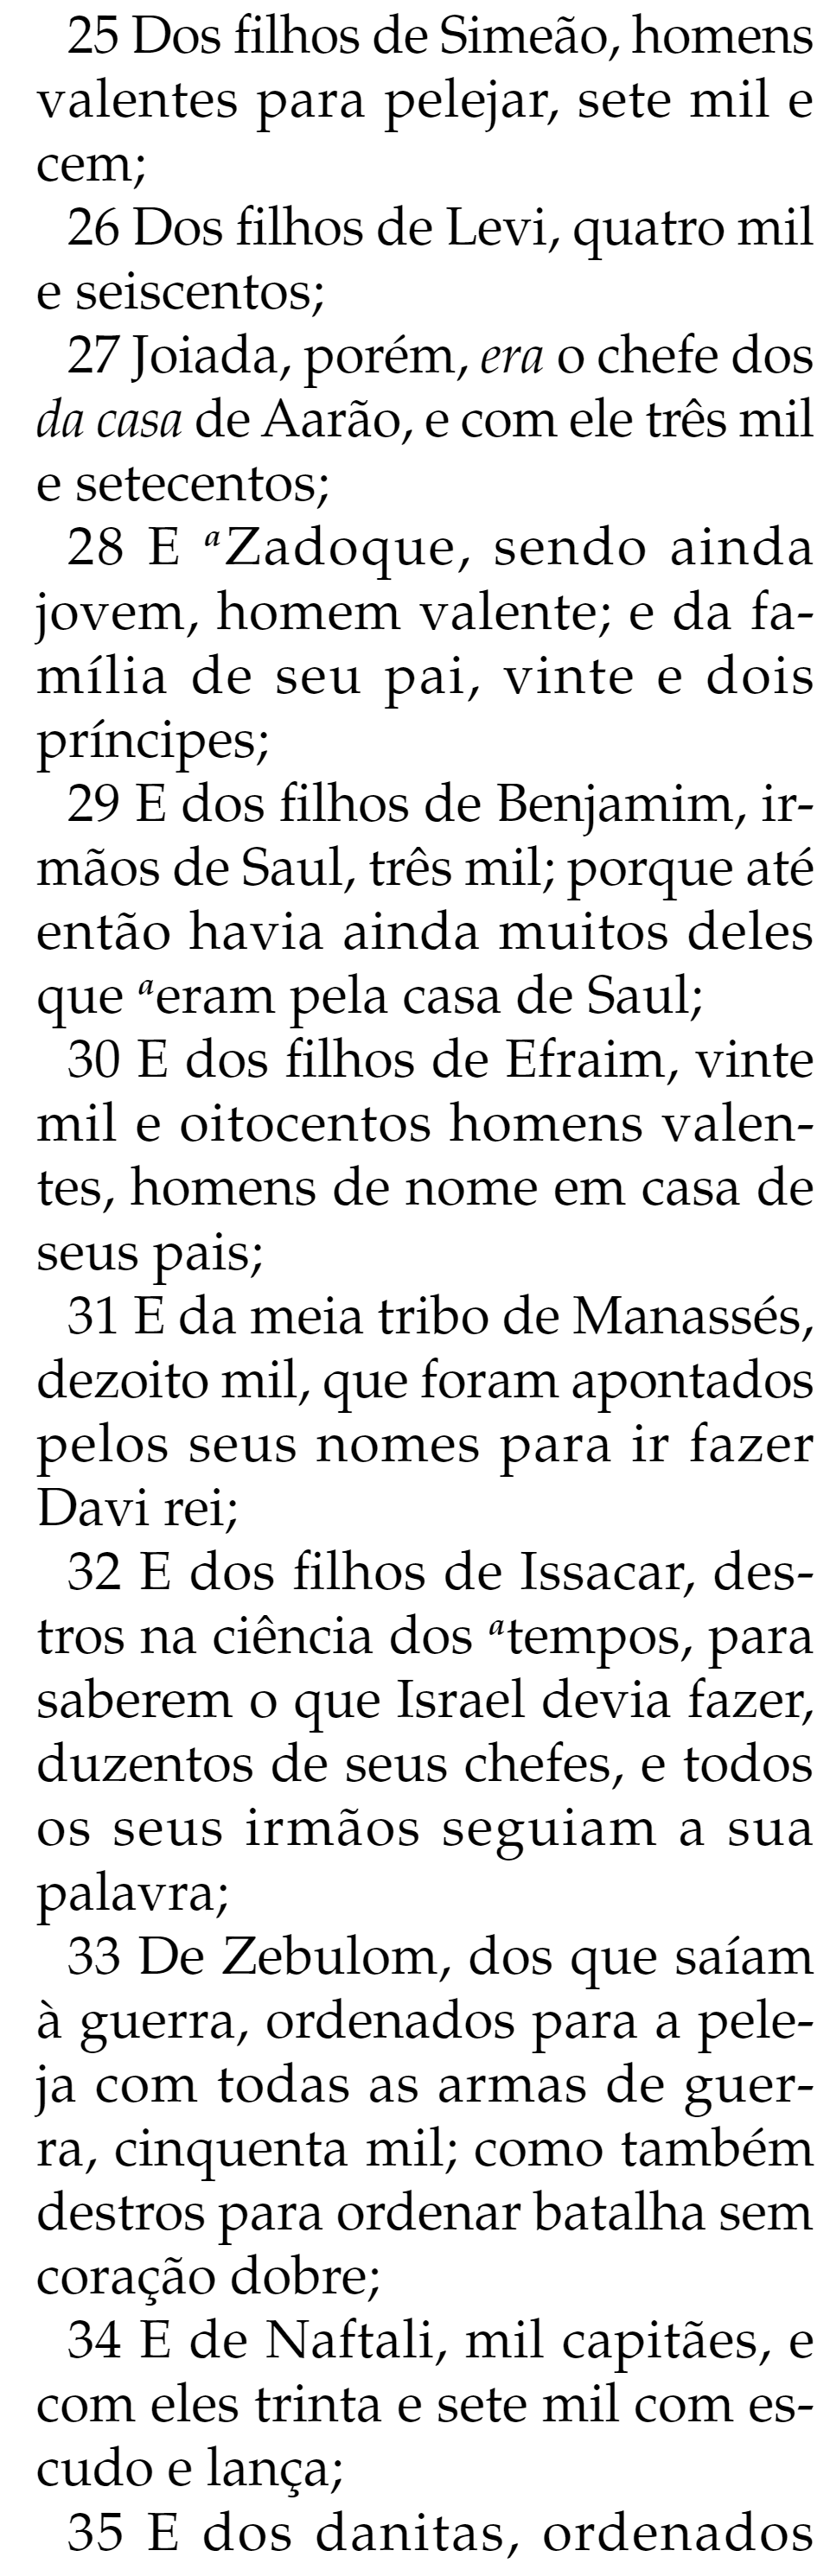 25 Dos filhos de Simeão, homens
valentes para pelejar, sete mil e
cem;
26 Dos filhos de Levi, quatro mil
e seiscentos;
27 Joiada, porém, era o chefe dos
da casa de Aarão, e com ele três mil
e setecentos;
28 E aZadoque, sendo ainda
jovem, homem valente; e da fa-
mília de seu pai, vinte e dois
príncipes;
29 E dos filhos de Benjamim, ir-
mãos de Saul, três mil; porque até
então havia ainda muitos deles
que aeram pela casa de Saul;
30 E dos filhos de Efraim, vinte
mil e oitocentos homens valen-
tes, homens de nome em casa de
seus pais;
31 E da meia tribo de Manassés,
dezoito mil, que foram apontados
pelos seus nomes para ir fazer
Davi rei;
32 E dos filhos de Issacar, des-
tros na ciência dos atempos, para
saberem o que Israel devia fazer,
duzentos de seus chefes, e todos
os seus irmãos seguiam a sua
palavra;
33 De Zebulom, dos que saíam
à guerra, ordenados para a pele-
ja com todas as armas de guer-
ra, cinquenta mil; como também
destros para ordenar batalha sem
coração dobre;
34 E de Naftali, mil capitães, e
com eles trinta e sete mil com es-
cudo e lança;
35 E dos danitas, ordenados